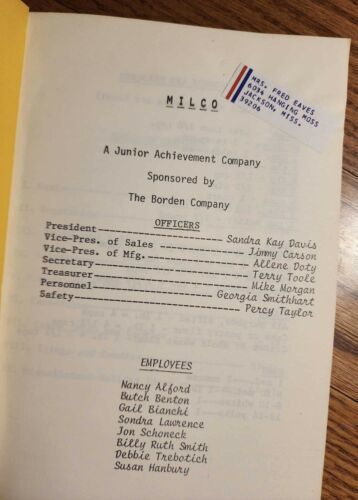 MRS. FRED EAVES
6034 HANGING MOSS
JACKSON, MISS.
39206
MILCO
A Junior Achievement Company
Sponsored by
The Borden Company
OFFICERS
President---------------------Sandra Kay Davis
Vice-Pres. of Sales ---------------Jimmy Carson
Vice-Pres. of Mfg.------------------Allene Doty
Secretary---------------------------Terry Toole
Treasurer---------------------------Mike Morgan
Personnel---------------------Georgia Smithhart
Safety-----------------------------Percy Taylor
EMPLOYEES
Nancy Alford
Butch Benton
Gail Bianchi
Sondra Lawrence
Jon Schoneck
Billy Ruth Smith
Debbie Trebotich
Susan Hanbury